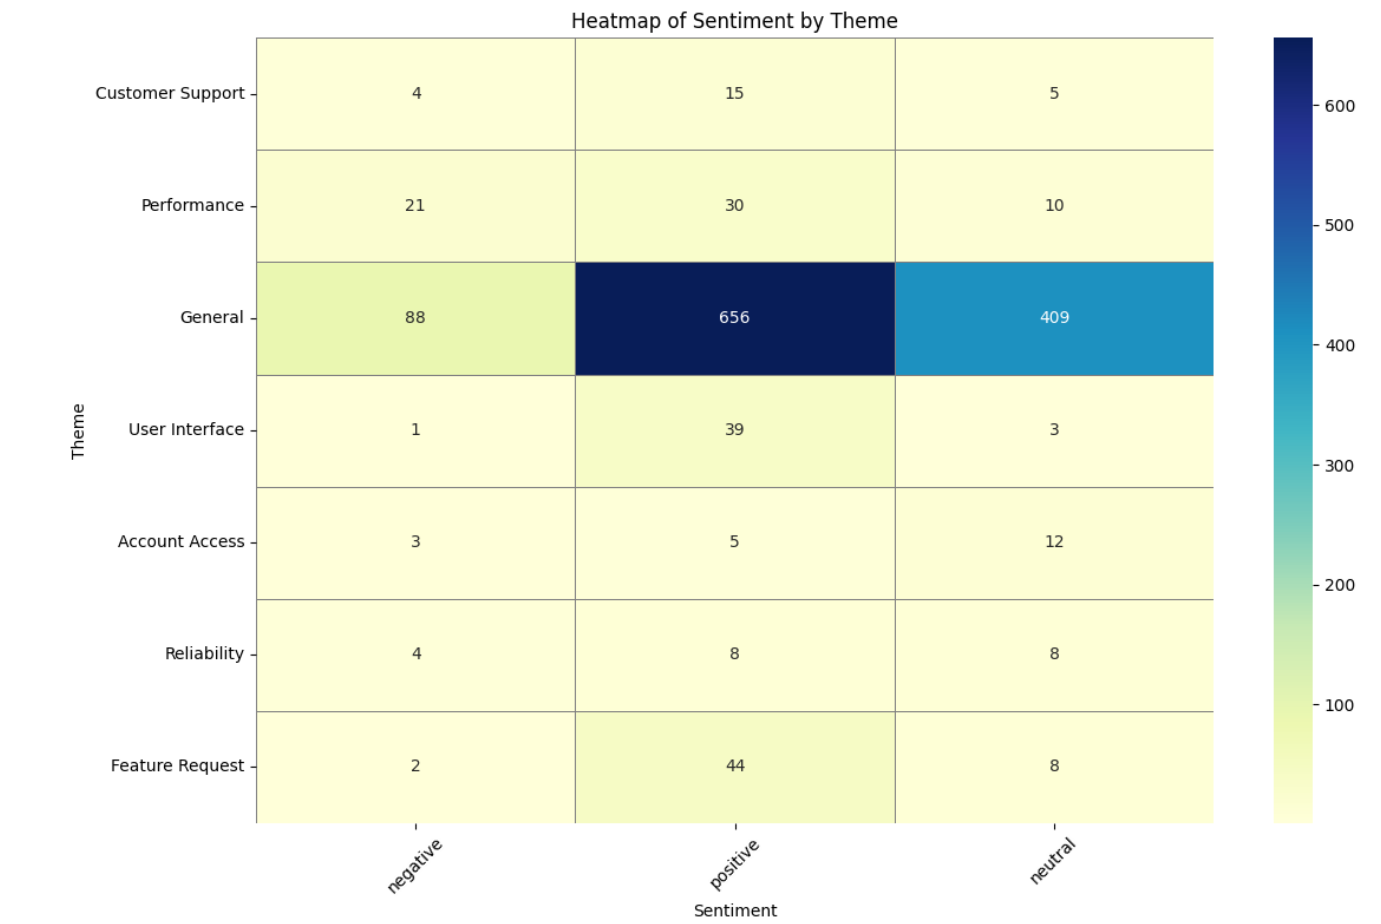 Heatmap of Sentiment by Theme
Customer Support 4 15 5
Performance 21 30 10
General 88 656 409
User Interface 1 39 3
Account Access 3 5 12
Reliability 4 8 8
Feature Request 2 44 8
Theme
negative positive neutral
Sentiment
600
500
400
300
200
100